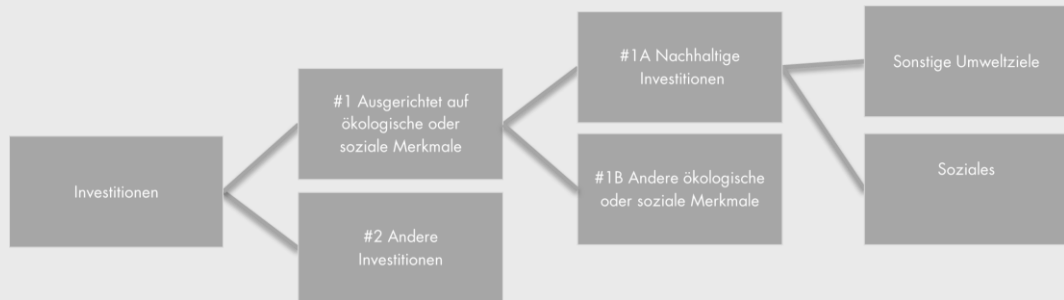 Investitionen
#1 Ausgerichtet auf
ökologische oder
soziale Merkmale
#2 Andere
Investitionen
#1A Nachhaltige
Investitionen
#1B Andere ökologische
oder soziale Merkmale
Sonstige Umweltziele
Soziales